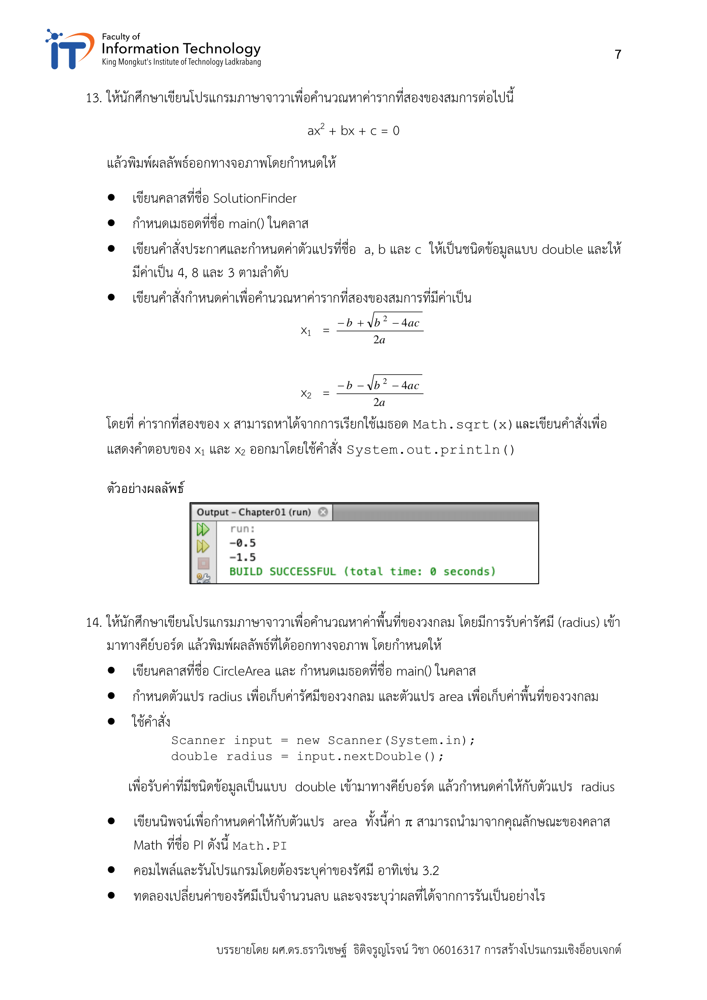 Faculty of
Information Technology
King Mongkut's Institute of Technology Ladkrabang
7
13. ให้นักศึกษาเขียนโปรแกรมภาษาจาวาเพื่อคำนวณหาค่ารากที่สองของสมการต่อไปนี้
ax² + bx + c = 0
แล้วพิมพ์ผลลัพธ์ออกทางจอภาพโดยกำหนดให้
● เขียนคลาสที่ชื่อ SolutionFinder
● กำหนดเมธอดที่ชื่อ main() ในคลาส
● เขียนคำสั่งประกาศและกำหนดค่าตัวแปรที่ชื่อ a, b และ c ให้เป็นชนิดข้อมูลแบบ double และให้
มีค่าเป็น 4, 8 และ 3 ตามลำดับ
● เขียนคำสั่งกำหนดค่าเพื่อคำนวณหาค่ารากที่สองของสมการที่มีค่าเป็น
x₁ = (−b + √(b² − 4ac)) / 2a
x₂ = (−b − √(b² − 4ac)) / 2a
โดยที่ ค่ารากที่สองของ x สามารถหาได้จากการเรียกใช้เมธอด Math.sqrt(x) และเขียนคำสั่งเพื่อ
แสดงคำตอบของ x₁ และ x₂ ออกมาโดยใช้คำสั่ง System.out.println()
ตัวอย่างผลลัพธ์
Output – Chapter01 (run)
run:
-0.5
-1.5
BUILD SUCCESSFUL (total time: 0 seconds)
14. ให้นักศึกษาเขียนโปรแกรมภาษาจาวาเพื่อคำนวณหาค่าพื้นที่ของวงกลม โดยมีการรับค่ารัศมี (radius) เข้า
มาทางคีย์บอร์ด แล้วพิมพ์ผลลัพธ์ที่ได้ออกทางจอภาพ โดยกำหนดให้
● เขียนคลาสที่ชื่อ CircleArea และ กำหนดเมธอดที่ชื่อ main() ในคลาส
● กำหนดตัวแปร radius เพื่อเก็บค่ารัศมีของวงกลม และตัวแปร area เพื่อเก็บค่าพื้นที่ของวงกลม
● ใช้คำสั่ง
Scanner input = new Scanner(System.in);
double radius = input.nextDouble();
เพื่อรับค่าที่มีชนิดข้อมูลเป็นแบบ double เข้ามาทางคีย์บอร์ด แล้วกำหนดค่าให้กับตัวแปร radius
● เขียนนิพจน์เพื่อกำหนดค่าให้กับตัวแปร area ทั้งนี้ค่า π สามารถนำมาจากคุณลักษณะของคลาส
Math ที่ชื่อ PI ดังนี้ Math.PI
● คอมไพล์และรันโปรแกรมโดยต้องระบุค่าของรัศมี อาทิเช่น 3.2
● ทดลองเปลี่ยนค่าของรัศมีเป็นจำนวนลบ และจงระบุว่าผลที่ได้จากการรันเป็นอย่างไร
บรรยายโดย ผศ.ดร.ธราวิเชษฐ์ ธิติจรูญโรจน์ วิชา 06016317 การสร้างโปรแกรมเชิงอ็อบเจกต์